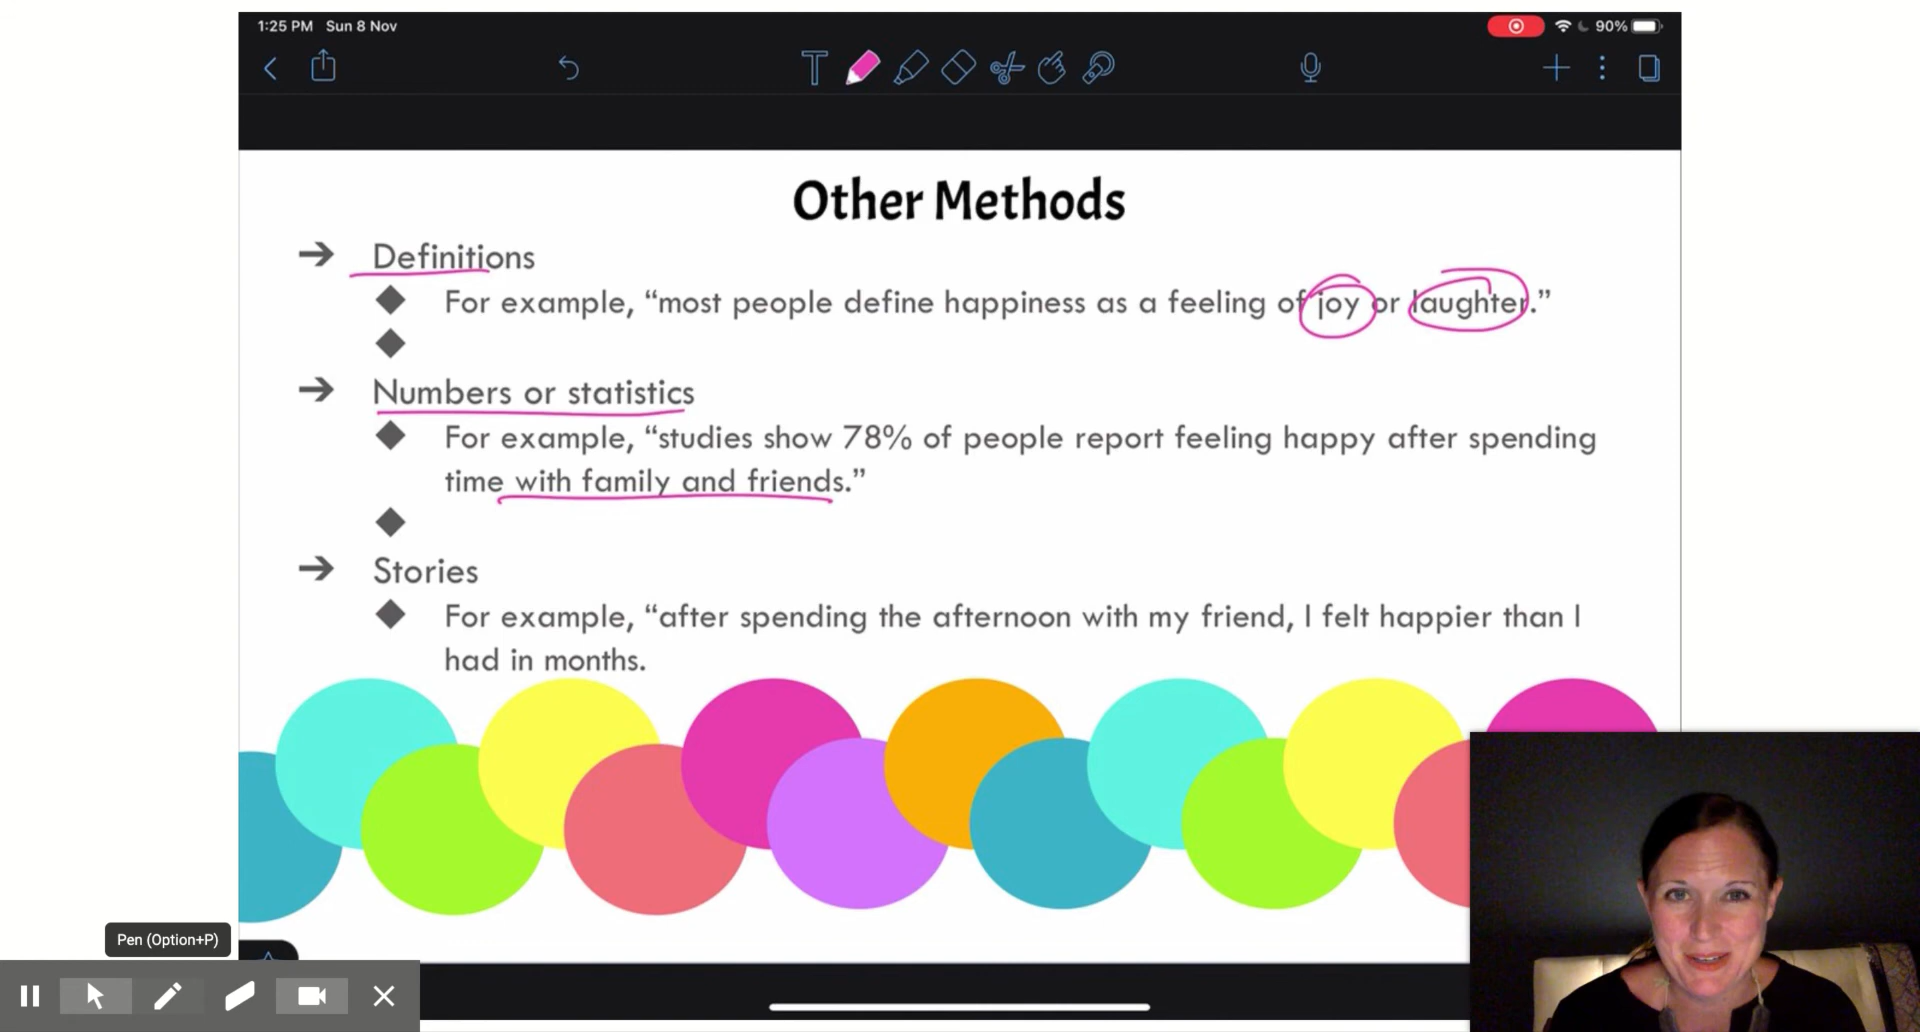 1:25 PM Sun 8 Nov
90%
Other Methods
Definitions
For example, “most people define happiness as a feeling of joy or laughter.”
Numbers or statistics
For example, “studies show 78% of people report feeling happy after spending
time with family and friends.”
Stories
For example, “after spending the afternoon with my friend, I felt happier than I
had in months.
Pen (Option+P)